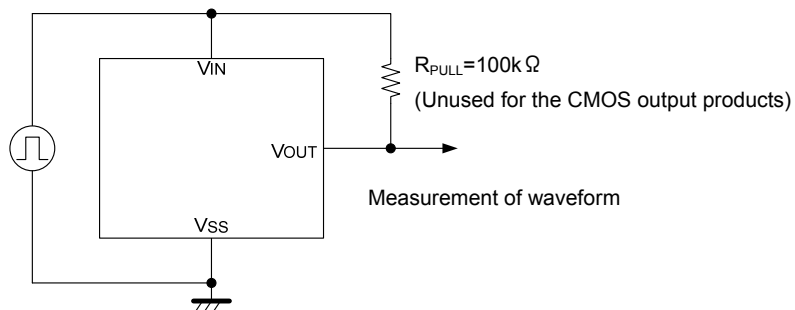 VIN
RPULL=100kΩ
(Unused for the CMOS output products)
VOUT
Measurement of waveform
VSS